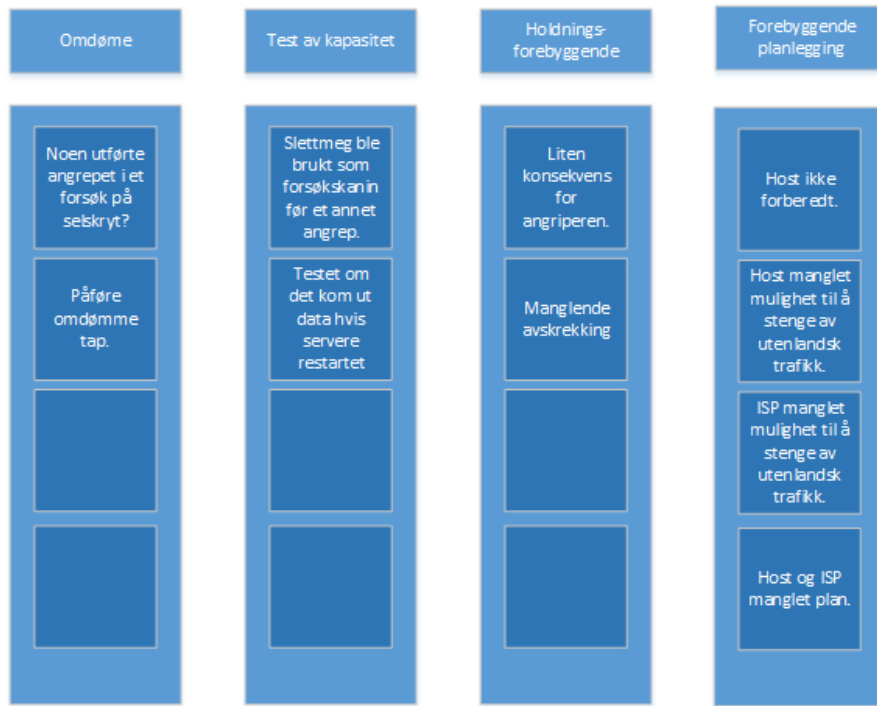 Omdøme
Test av kapasitet
Holdnings-
forebyggende
Forebyggende
planlegging
Noen utførte
angrepet i et
forsøk på
selskryt?
Påføre
omdømme
tap.
Slettmeg ble
brukt som
forsøkskanin
før et annet
angrep.
Testet om
det kom ut
data hvis
servere
restartet
Liten
konsekvens
for
angriperen.
Manglende
avskrekking
Host ikke
forberedt.
Host manglet
mulighet til å
stenge av
utenlandsk
trafikk.
ISP manglet
mulighet til å
stenge av
utenlandsk
trafikk.
Host og ISP
manglet plan.